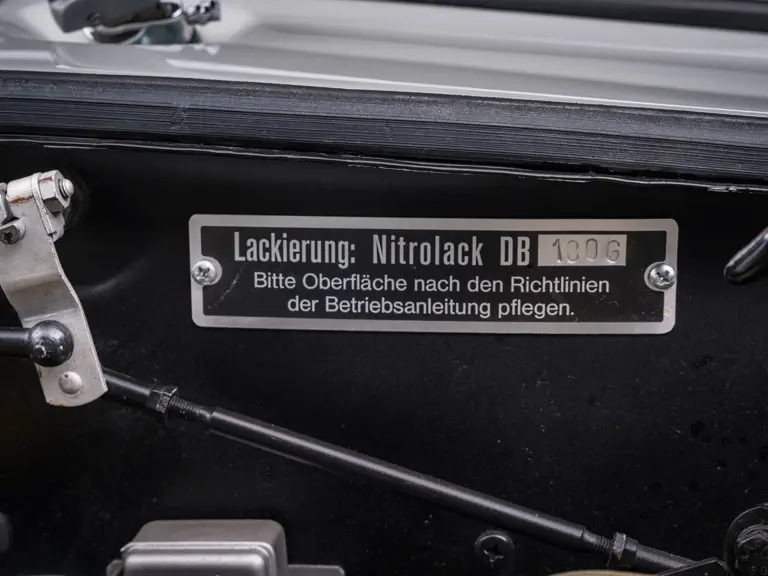 Lackierung: Nitrolack DB 180G
Bitte Oberfläche nach den Richtlinien
der Betriebsanleitung pflegen.